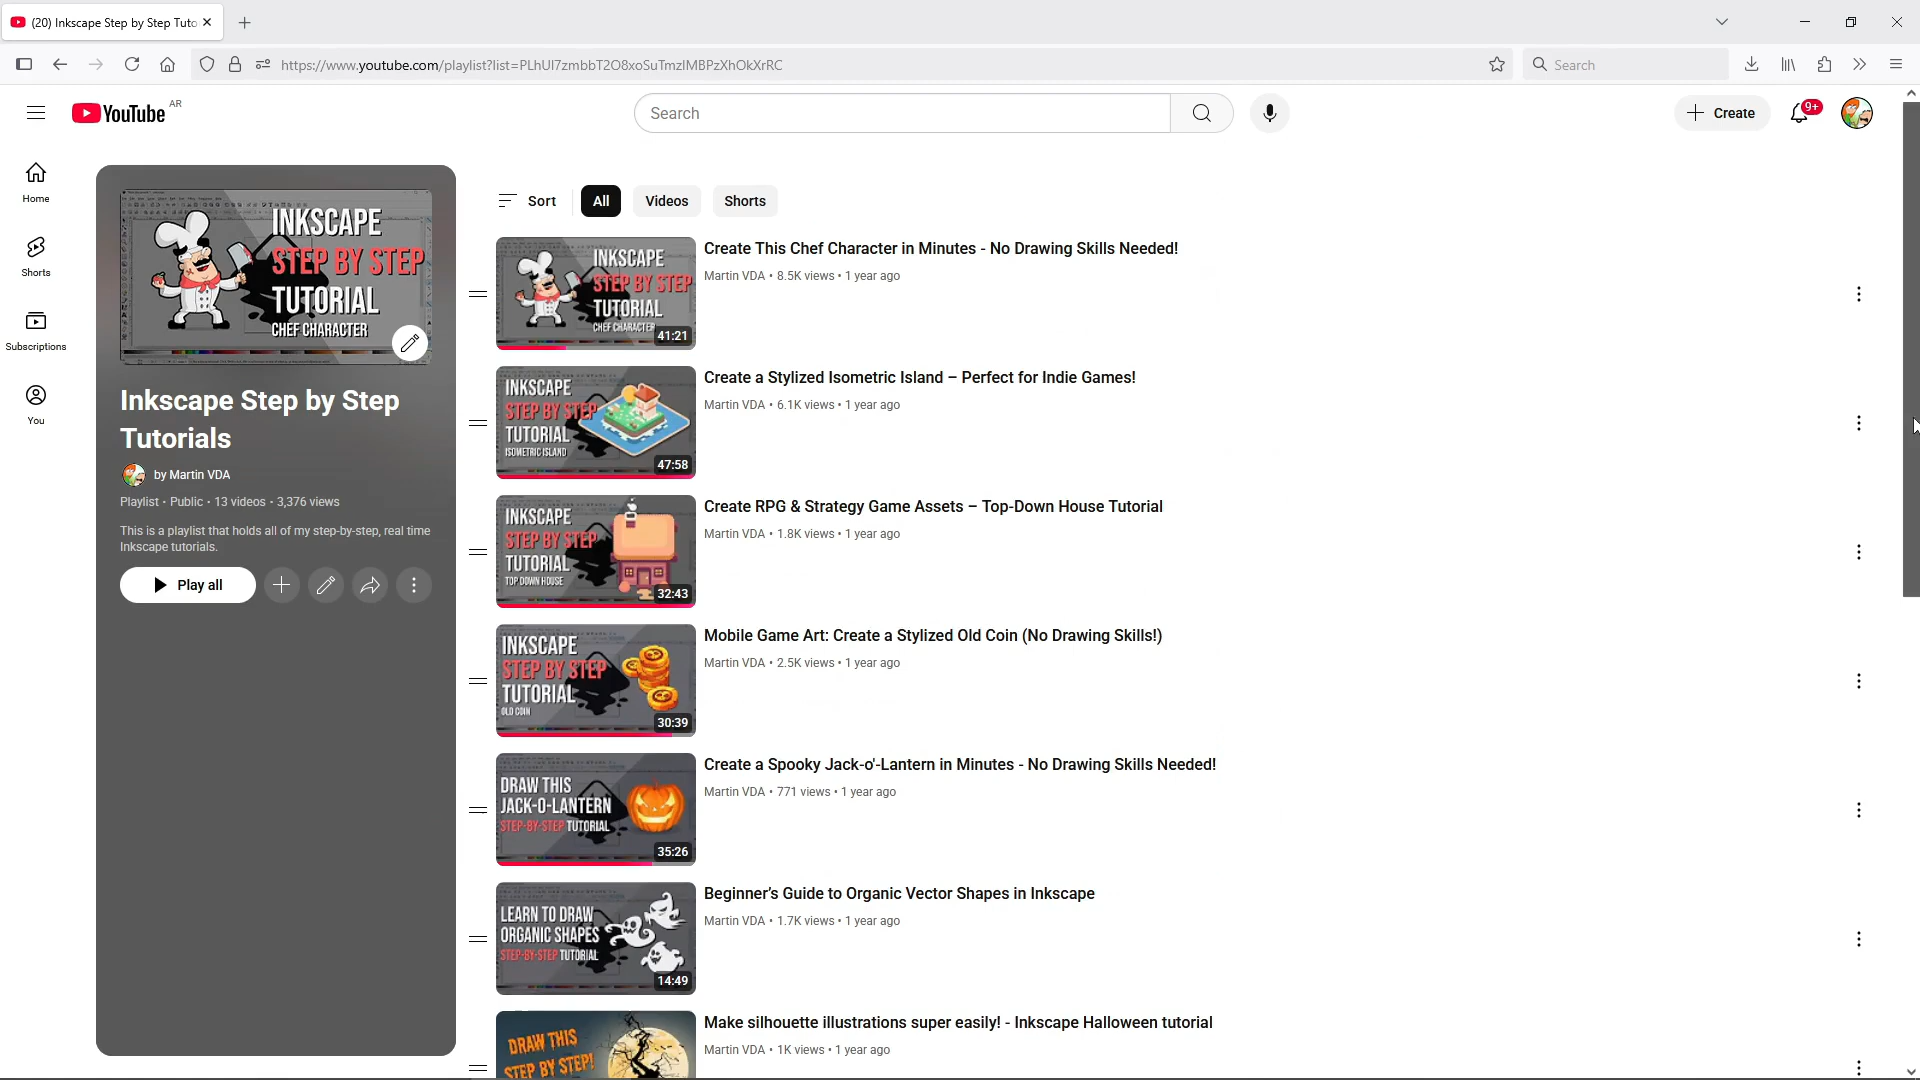 (20) Inkscape Step by Step Tuto
https://www.youtube.com/playlist?list=PLhUl7zmbbT2O8xoSuTmzIMBPzXhOkXrRC
Search
YouTube AR
Search
Create
9+
Home
Shorts
Subscriptions
You
INKSCAPE
STEP BY STEP
TUTORIAL
CHEF CHARACTER
Inkscape Step by Step
Tutorials
by Martin VDA
Playlist • Public • 13 videos • 3,376 views
This is a playlist that holds all of my step-by-step, real time
Inkscape tutorials.
Play all
Sort
All
Videos
Shorts
INKSCAPE
STEP BY STEP
TUTORIAL
CHEF CHARACTER
41:21
Create This Chef Character in Minutes - No Drawing Skills Needed!
Martin VDA • 8.5K views • 1 year ago
INKSCAPE
STEP BY STEP
TUTORIAL
ISOMETRIC ISLAND
47:58
Create a Stylized Isometric Island – Perfect for Indie Games!
Martin VDA • 6.1K views • 1 year ago
INKSCAPE
STEP BY STEP
TUTORIAL
TOP DOWN HOUSE
32:43
Create RPG & Strategy Game Assets – Top-Down House Tutorial
Martin VDA • 1.8K views • 1 year ago
INKSCAPE
STEP BY STEP
TUTORIAL
OLD COIN
30:39
Mobile Game Art: Create a Stylized Old Coin (No Drawing Skills!)
Martin VDA • 2.5K views • 1 year ago
DRAW THIS
JACK-O-LANTERN
STEP-BY-STEP TUTORIAL
35:26
Create a Spooky Jack-o'-Lantern in Minutes - No Drawing Skills Needed!
Martin VDA • 771 views • 1 year ago
LEARN TO DRAW
ORGANIC SHAPES
STEP-BY-STEP TUTORIAL
14:49
Beginner’s Guide to Organic Vector Shapes in Inkscape
Martin VDA • 1.7K views • 1 year ago
DRAW THIS
STEP BY STEP!
Make silhouette illustrations super easily! - Inkscape Halloween tutorial
Martin VDA • 1K views • 1 year ago